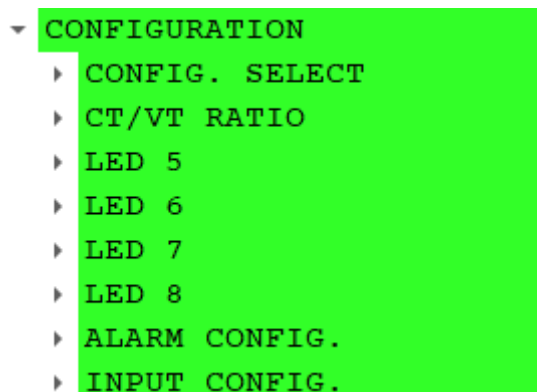 CONFIGURATION
CONFIG. SELECT
CT/VT RATIO
LED 5
LED 6
LED 7
LED 8
ALARM CONFIG.
INPUT CONFIG.